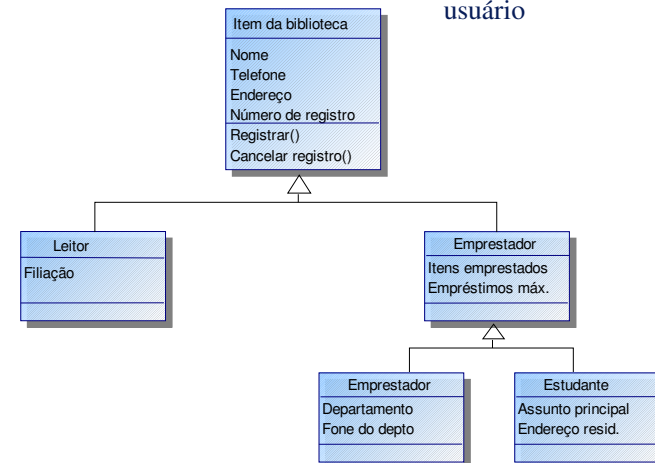 usuário
Item da biblioteca
Nome
Telefone
Endereço
Número de registro
Registrar()
Cancelar registro()
Leitor
Filiação
Emprestador
Itens emprestados
Empréstimos máx.
Emprestador
Departamento
Fone do depto
Estudante
Assunto principal
Endereço resid.